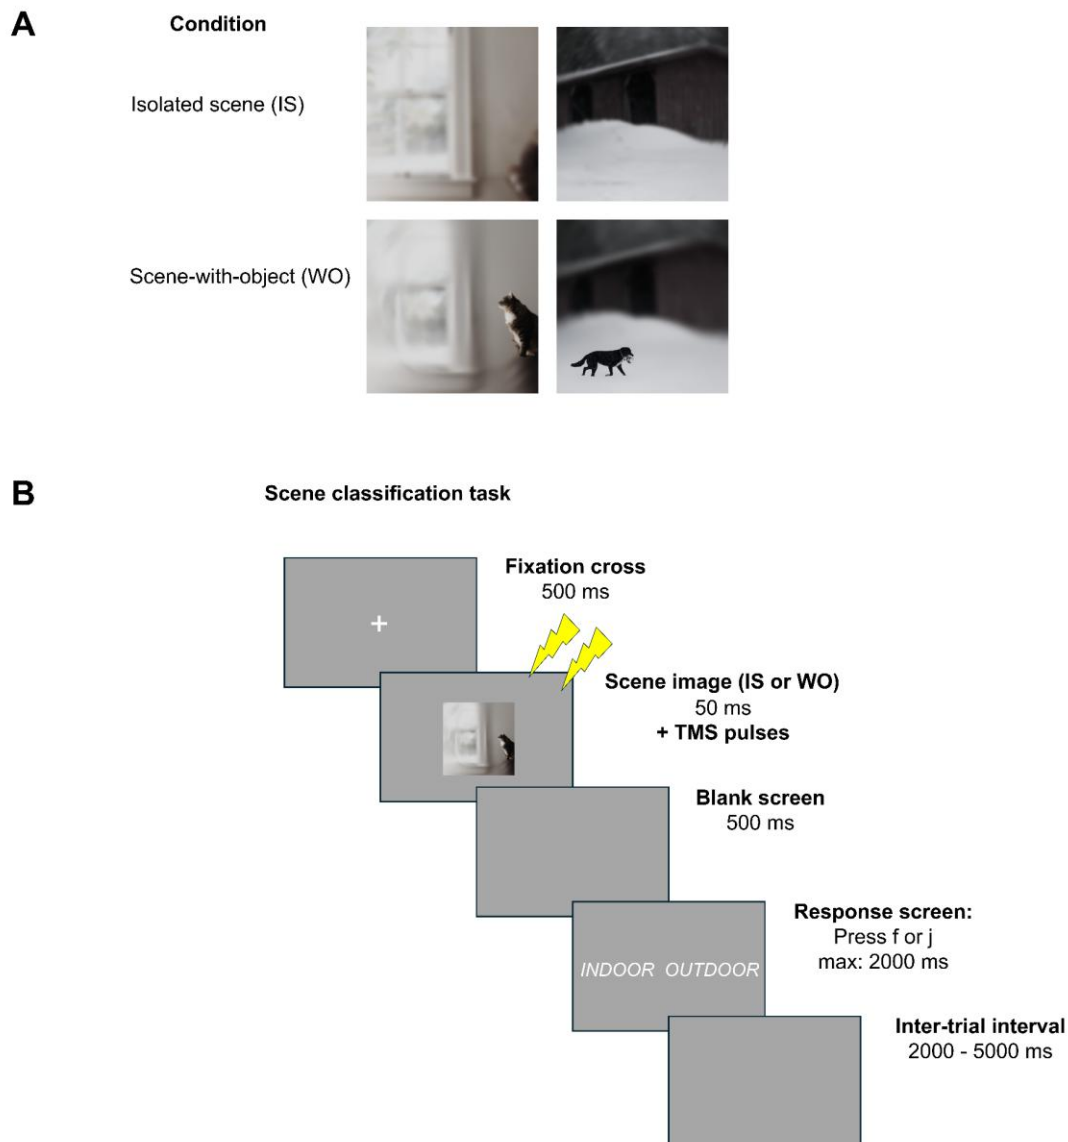 A
Condition
Isolated scene (IS)
Scene-with-object (WO)
B
Scene classification task
Fixation cross
500 ms
Scene image (IS or WO)
50 ms
+ TMS pulses
Blank screen
500 ms
Response screen:
Press f or j
max: 2000 ms
INDOOR OUTDOOR
Inter-trial interval
2000 - 5000 ms